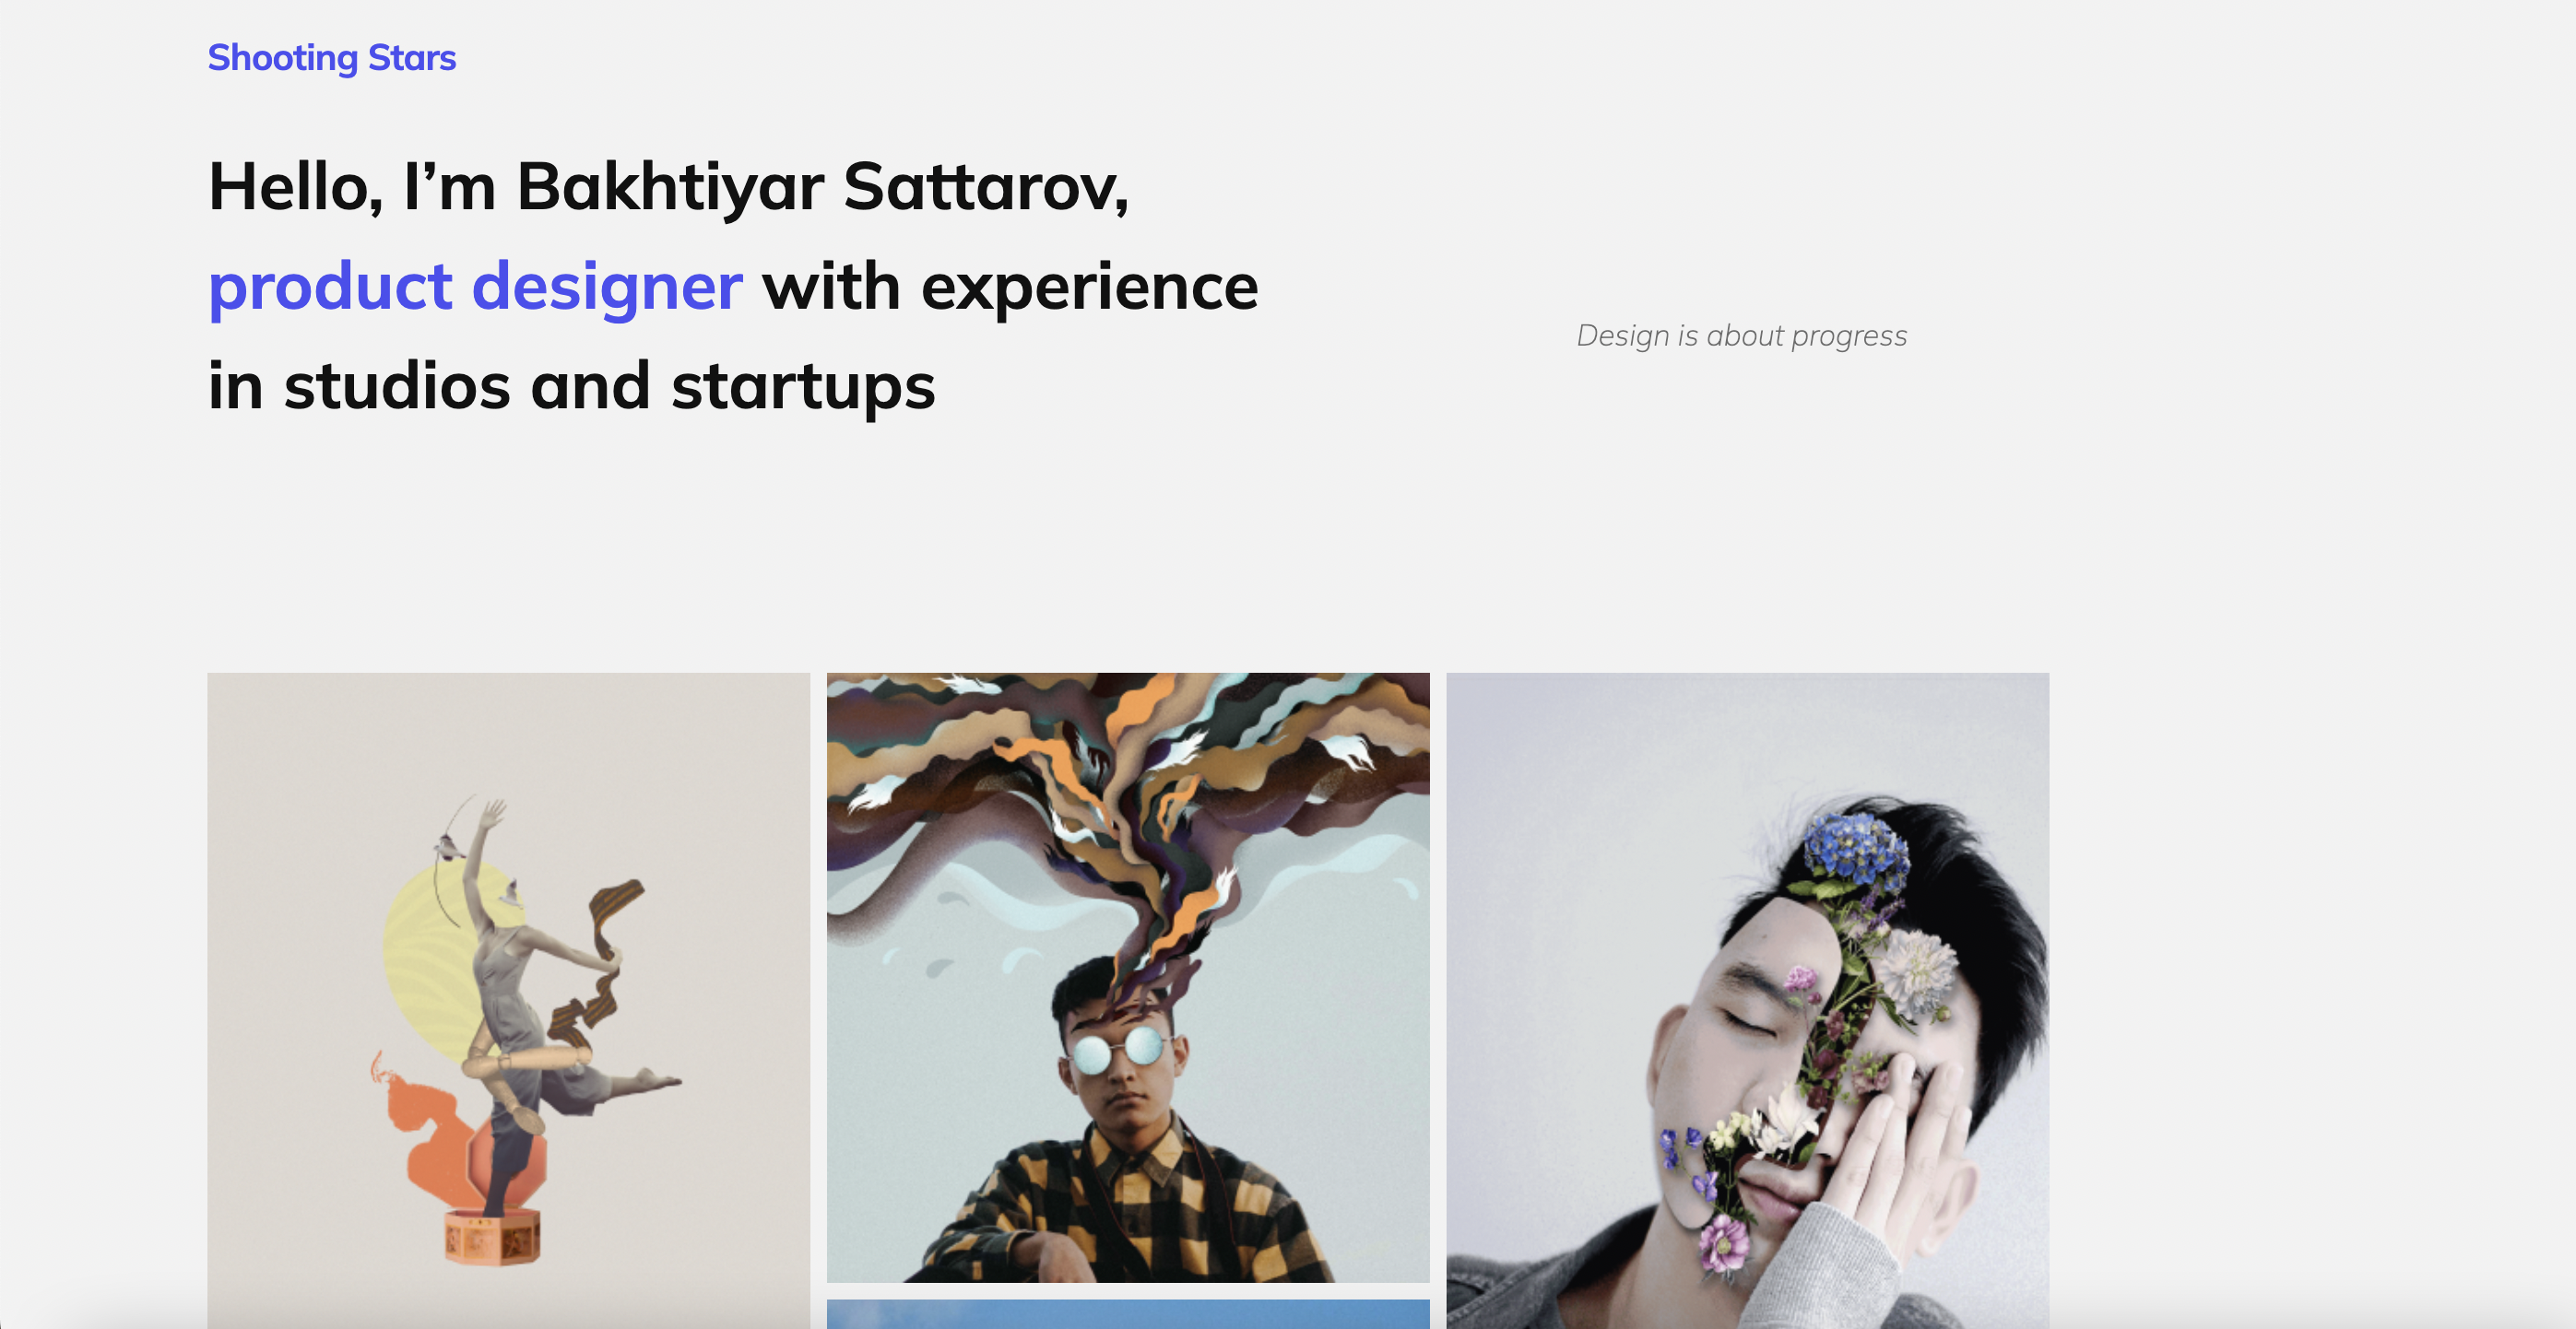 Shooting Stars
Hello, I’m Bakhtiyar Sattarov,
product designer with experience
in studios and startups
Design is about progress